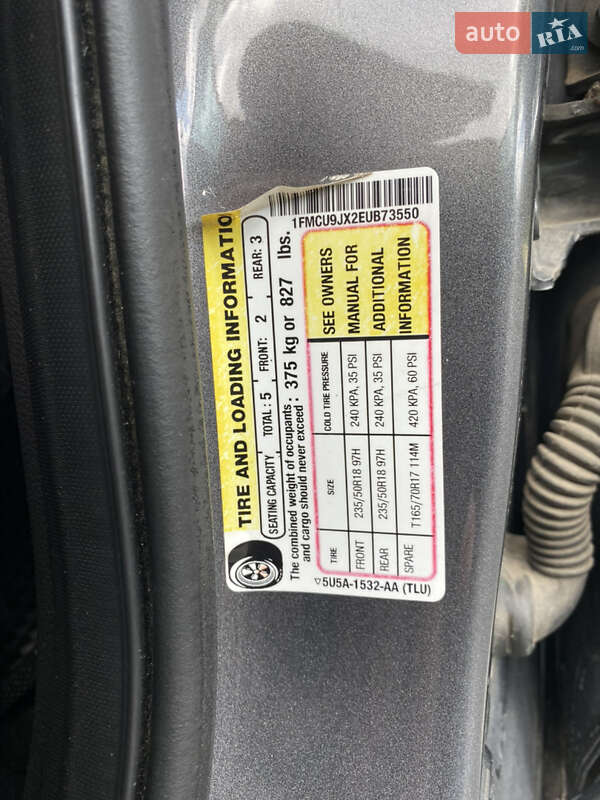 auto RIA
.com
1FMCU9JX2EUB73550
TIRE AND LOADING INFORMATIO
SEATING CAPACITY TOTAL: 5 FRONT: 2 REAR: 3
The combined weight of occupants and cargo should never exceed: 375 kg or 827 lbs.
TIRE SIZE COLD TIRE PRESSURE SEE OWNERS
FRONT 235/50R18 97H 240 KPA, 35 PSI MANUAL FOR
REAR 235/50R18 97H 240 KPA, 35 PSI ADDITIONAL
SPARE T165/70R17 114M 420 KPA, 60 PSI INFORMATION
▽5U5A-1532-AA (TLU)